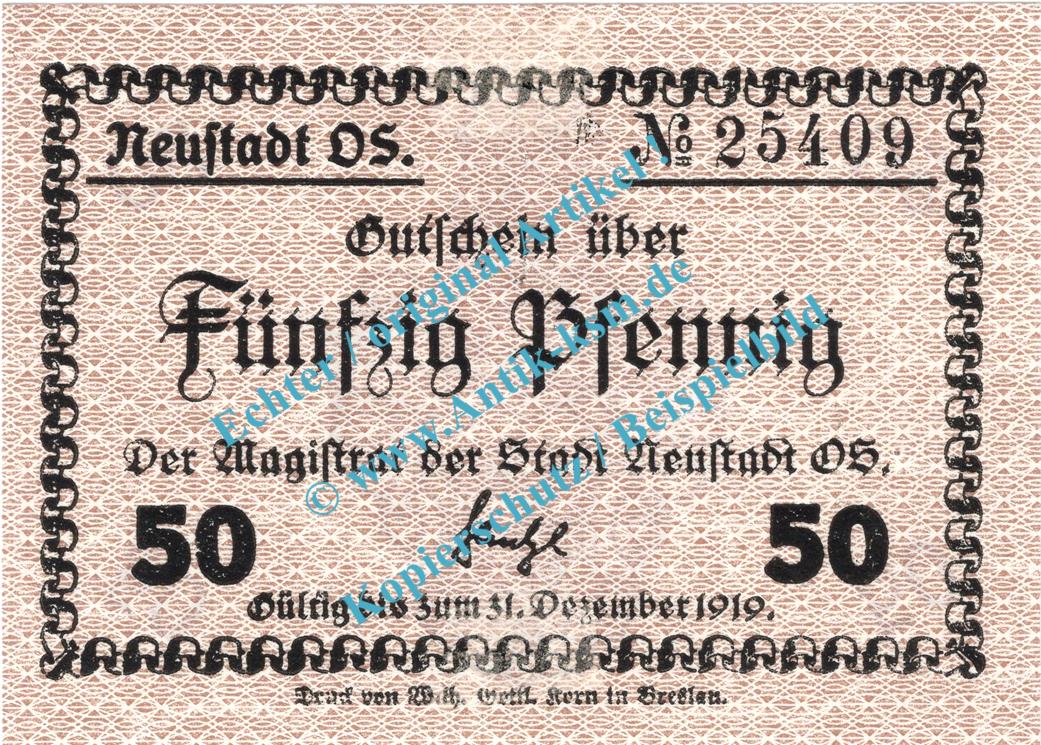 Neuſtadt OS.
No 25409
Gutſchein über
Fünfzig Pfennig
Der Magiſtrat der Stadt Neuſtadt OS.
50
50
Gültig bis zum 31. Dezember 1919.
Druck von Wilh. Gottl. Korn in Breslau.
Echter / original Artikel !
© www.Antik-ksm.de
Kopierschutz / Beispielbild